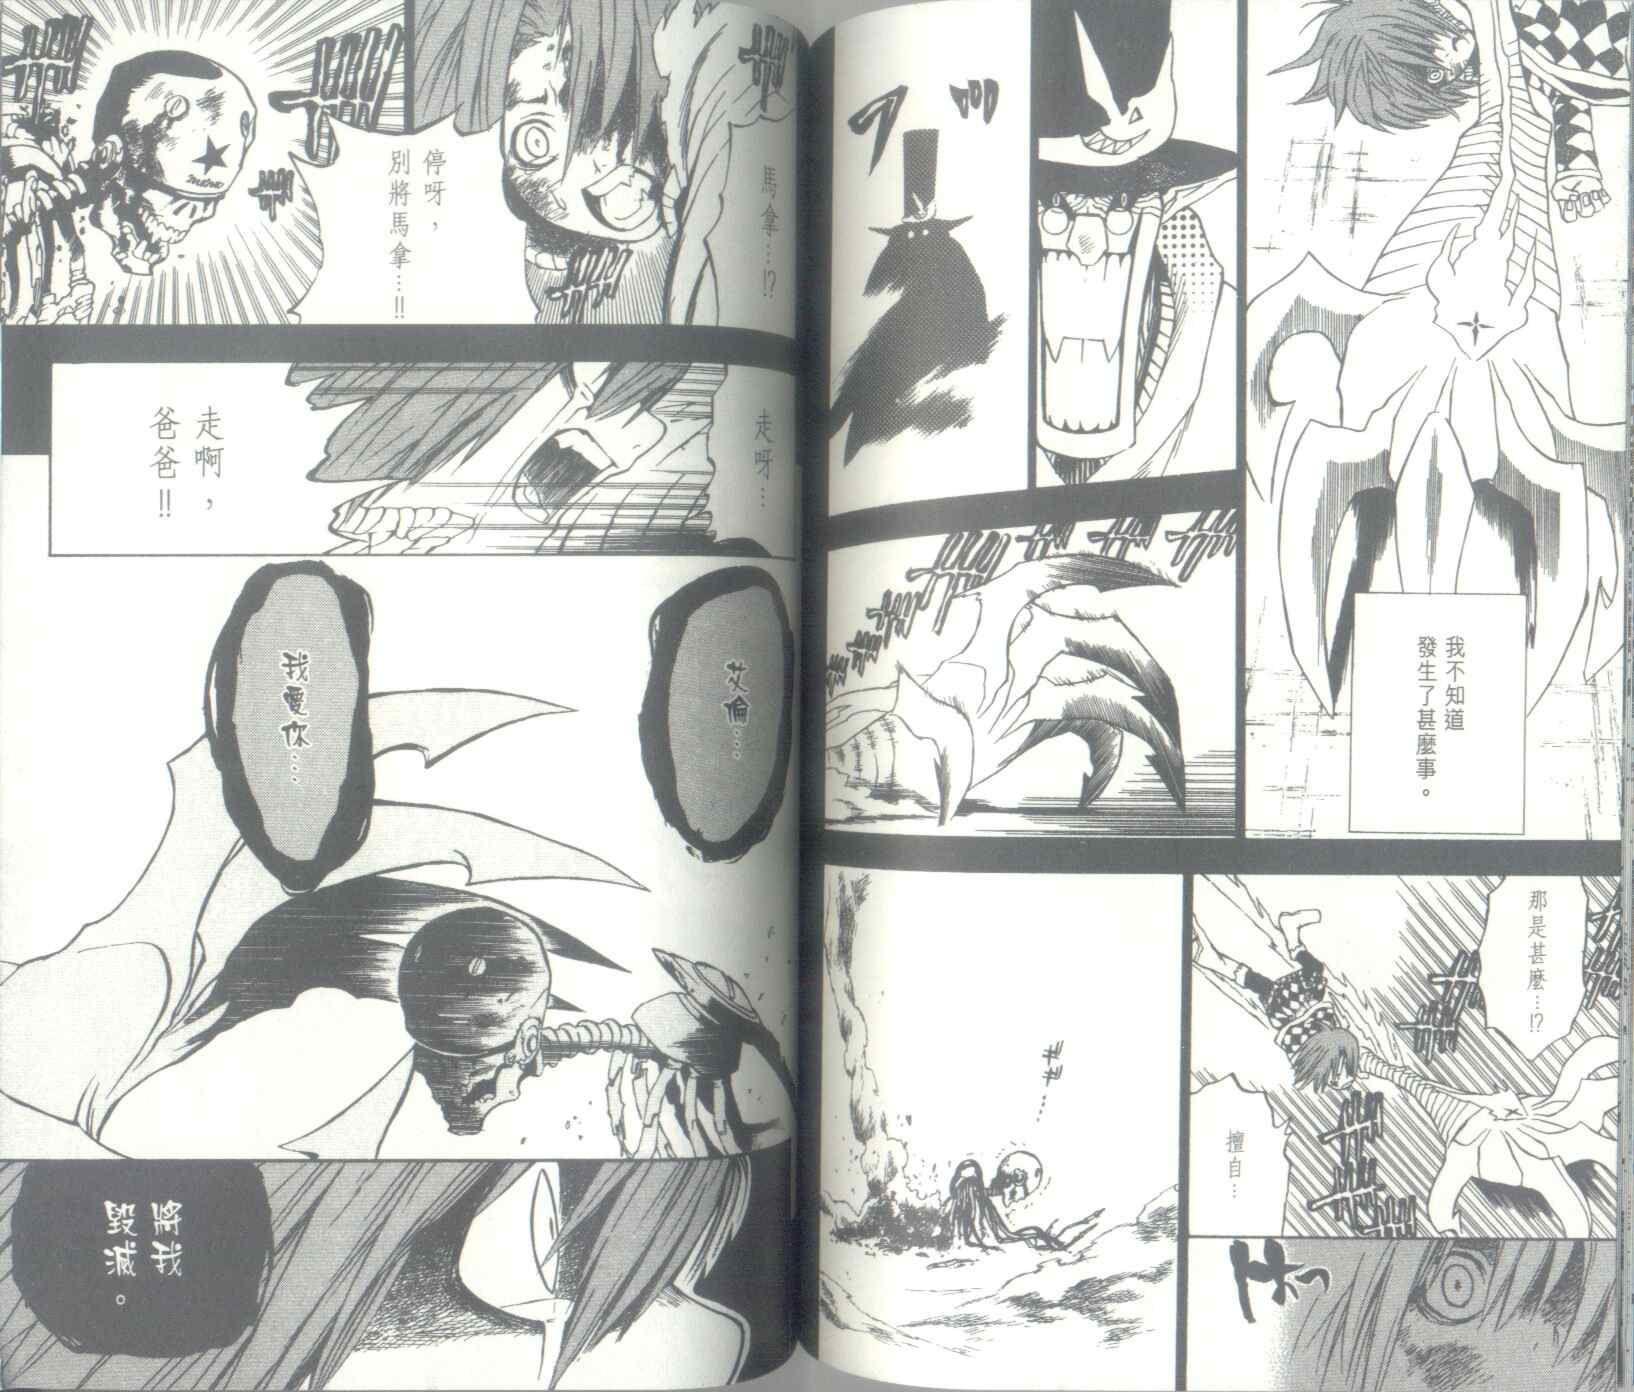 我不知道
發生了甚麼事。
那是甚麼…!?
擅自…
馬拿…!?
停呀，
別將馬拿…!!
走呀…
走啊，
爸爸!!
艾倫……
我愛你……
將我
毀滅。